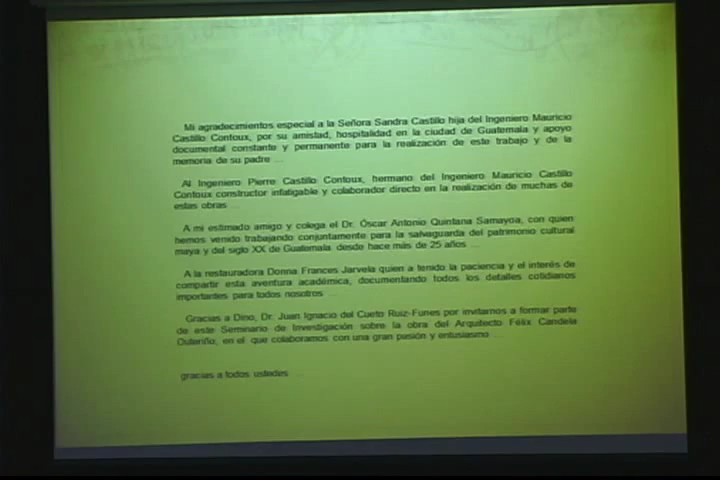 Mi agradecimientos especial a la Señora Sandra Castillo hija del Ingeniero Mauricio
Castillo Contoux, por su amistad, hospitalidad en la ciudad de Guatemala y apoyo
documental constante y permanente para la realización de este trabajo y de la
memoria de su padre ...
Al Ingeniero Pierre Castillo Contoux, hermano del Ingeniero Mauricio Castillo
Contoux constructor infatigable y colaborador directo en la realización de muchas de
estas obras ...
A mi estimado amigo y colega el Dr. Óscar Antonio Quintana Samayoa, con quien
hemos venido trabajando conjuntamente para la salvaguarda del patrimonio cultural
maya y del siglo XX de Guatemala desde hace más de 25 años ...
A la restauradora Donna Frances Jarvela quien a tenido la paciencia y el interés de
compartir esta aventura académica, documentando todos los detalles cotidianos
importantes para todos nosotros ...
Gracias a Dino, Dr. Juan Ignacio del Cueto Ruiz-Funes por invitarnos a formar parte
de este Seminario de Investigación sobre la obra del Arquitecto Félix Candela
Outeriño, en el que colaboramos con una gran pasión y entusiasmo ...
gracias a todos ustedes ...